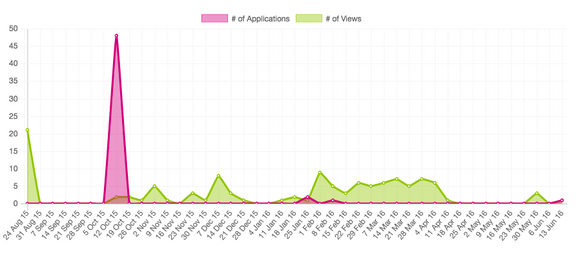 # of Applications
# of Views
50
45
40
35
30
25
20
15
10
5
0
24 Aug 15
31 Aug 15
7 Sep 15
14 Sep 15
21 Sep 15
28 Sep 15
5 Oct 15
12 Oct 15
19 Oct 15
26 Oct 15
2 Nov 15
9 Nov 15
16 Nov 15
23 Nov 15
30 Nov 15
7 Dec 15
14 Dec 15
21 Dec 15
28 Dec 15
4 Jan 16
11 Jan 16
18 Jan 16
25 Jan 16
1 Feb 16
8 Feb 16
15 Feb 16
22 Feb 16
29 Feb 16
7 Mar 16
14 Mar 16
21 Mar 16
28 Mar 16
4 Apr 16
11 Apr 16
18 Apr 16
25 Apr 16
2 May 16
9 May 16
16 May 16
23 May 16
30 May 16
6 Jun 16
13 Jun 16